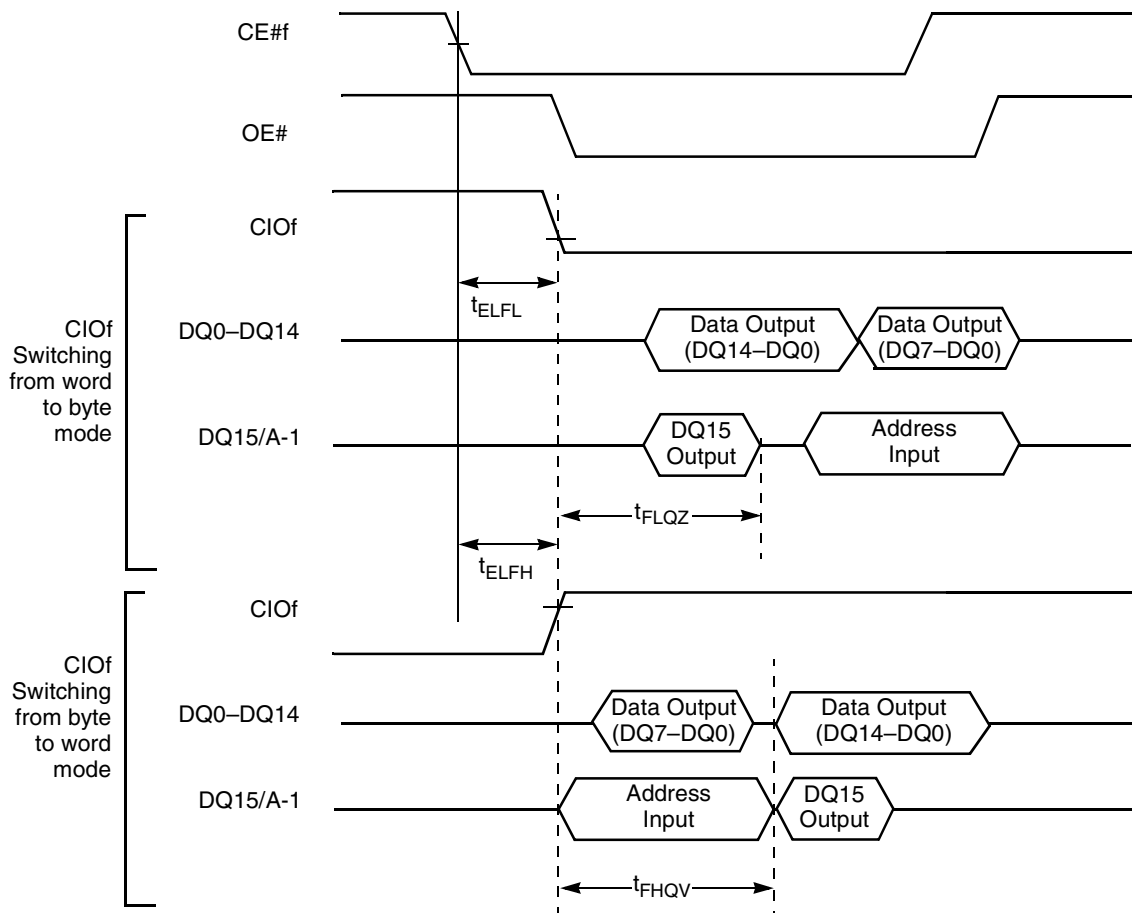 CE#f
OE#
CIOf
tELFL
CIOf
Switching
from word
to byte
mode
DQ0–DQ14
Data Output
(DQ14–DQ0)
Data Output
(DQ7–DQ0)
DQ15/A-1
DQ15
Output
Address
Input
tFLQZ
tELFH
CIOf
CIOf
Switching
from byte
to word
mode
DQ0–DQ14
Data Output
(DQ7–DQ0)
Data Output
(DQ14–DQ0)
DQ15/A-1
Address
Input
DQ15
Output
tFHQV